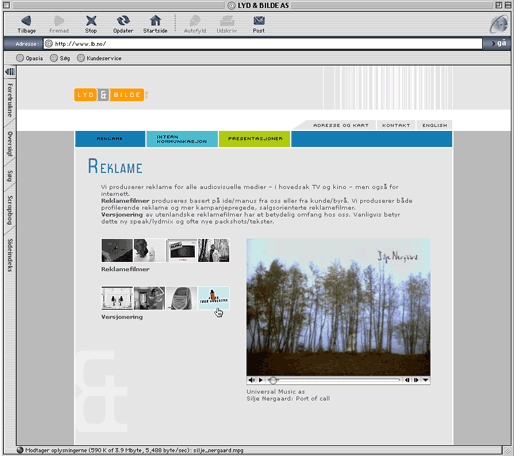 LYD & BILDE AS
Tilbage Fremad Stop Opdater Startside Autofyld Udskriv Post
Adresse: http://www.lb.no/ gå
Opasia Søg Kundeservice
Foretrukne
Oversigt
Søg
Scrapbog
Sideindeks
LYD & BILDE
ADRESSE OG KART KONTAKT ENGLISH
REKLAME INTERN KOMMUNIKASJON PRESENTASJONER
REKLAME
Vi produserer reklame for alle audiovisuelle medier - i hovedsak TV og kino - men også for
internett.
Reklamefilmer produseres basert på ide/manus fra oss eller fra kunde/byrå. Vi produserer både
profilerende reklame og mer kampanjepregede, salgsorienterte reklamefilmer.
Versjonering av utenlandske reklamefilmer har et betydelig omfang hos oss. Vanligvis betyr
dette ny speak/lydmix og ofte nye packshots/tekster.
Reklamefilmer
Versjonering
Silje Nergaard
Universal Music as
Silje Nergaard: Port of call
&
Modtager oplysningerne (590 K of 3.9 Mbyte, 5,488 byte/sec): silje_nergaard.mpg